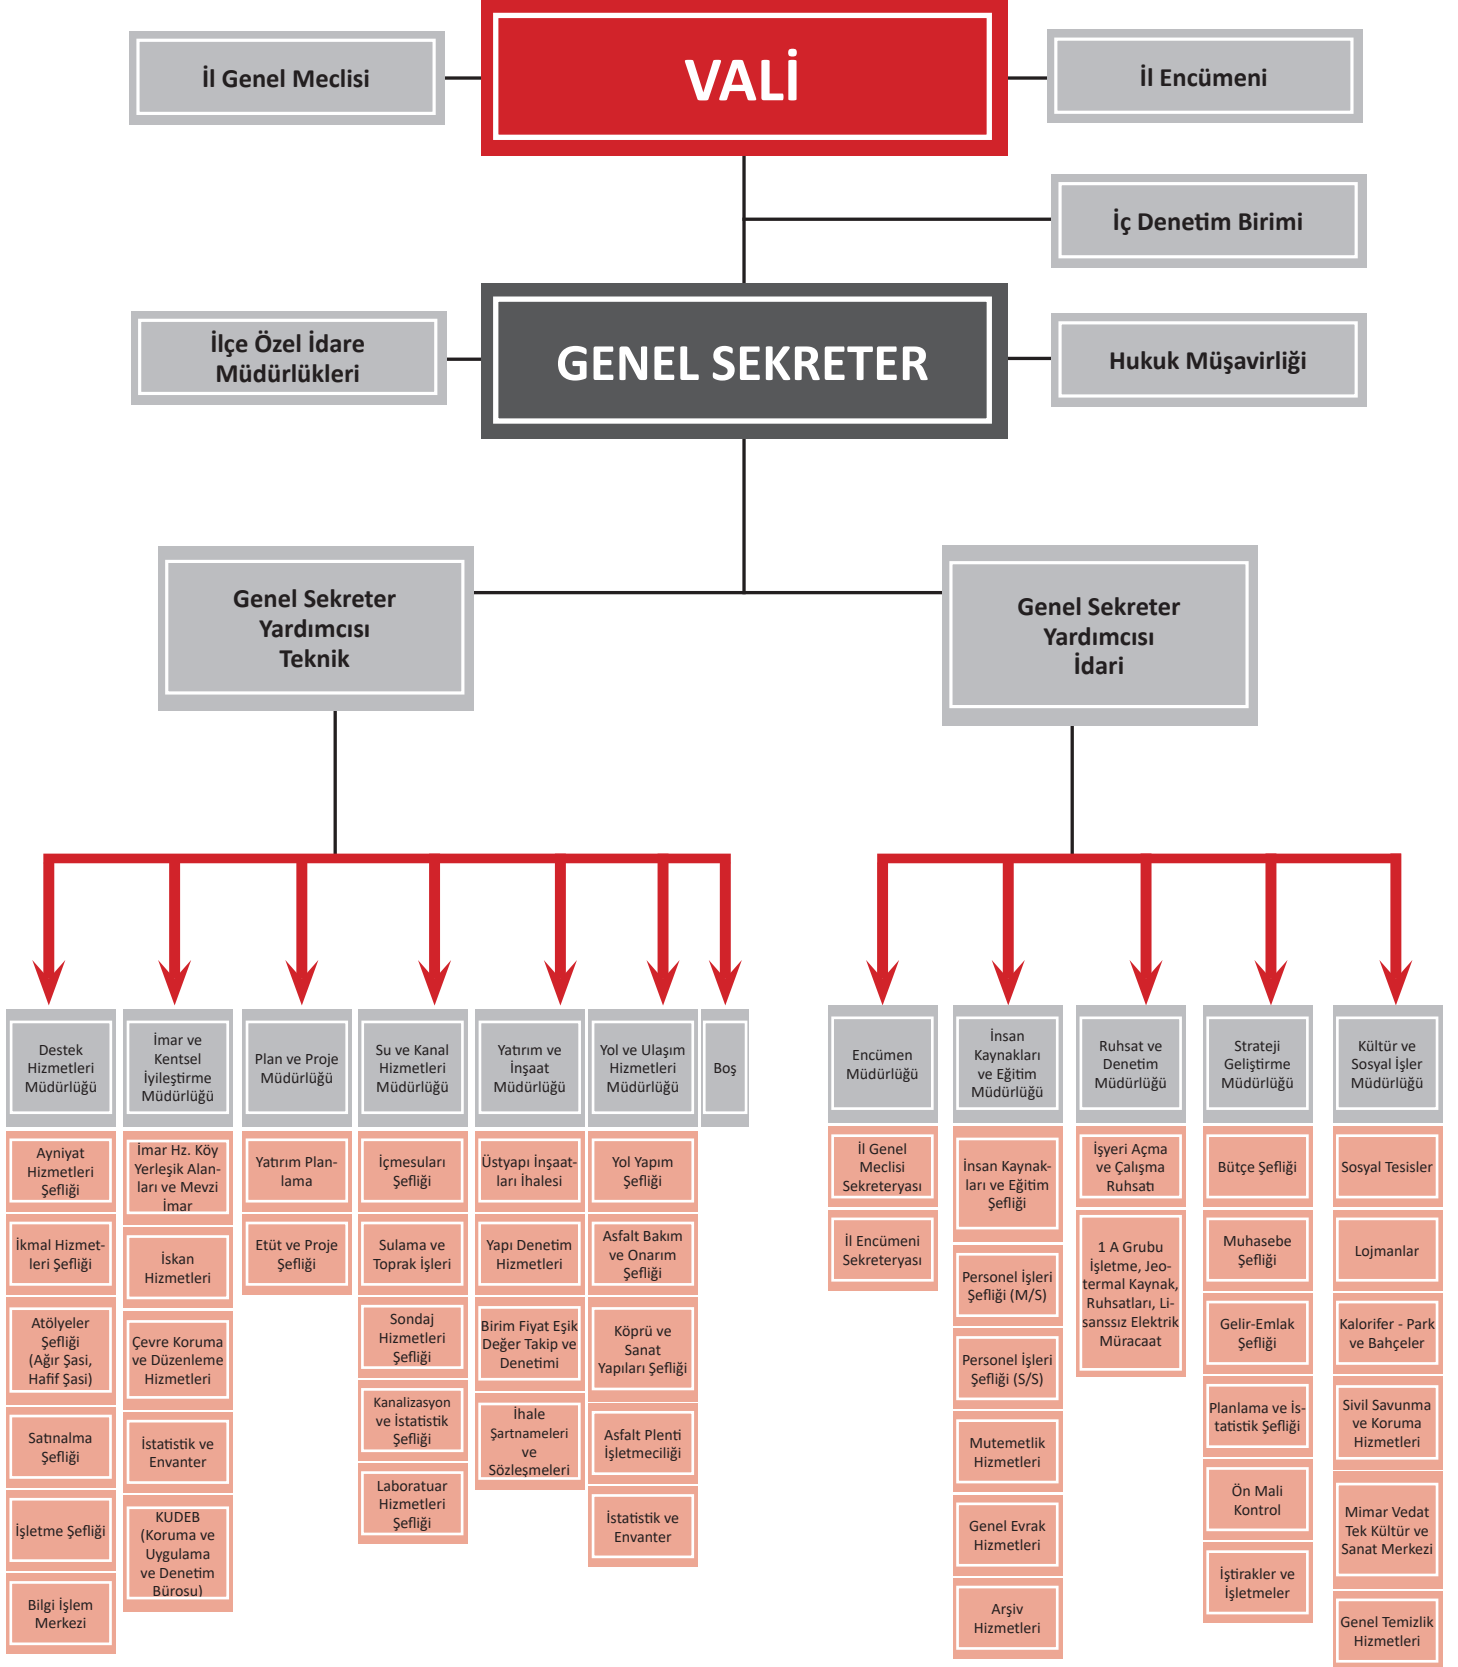 VALİ
İl Genel Meclisi
İl Encümeni
İç Denetim Birimi
İlçe Özel İdare
Müdürlükleri
GENEL SEKRETER
Hukuk Müşavirliği
Genel Sekreter
Yardımcısı
Teknik
Genel Sekreter
Yardımcısı
İdari
Destek
Hizmetleri
Müdürlüğü
Ayniyat
Hizmetleri
Şefliği
İkmal Hizmet-
leri Şefliği
Atölyeler
Şefliği
(Ağır Şasi,
Hafif Şasi)
Satınalma
Şefliği
İşletme Şefliği
Bilgi İşlem
Merkezi
İmar ve
Kentsel
İyileştirme
Müdürlüğü
İmar Hz. Köy
Yerleşik Alan-
ları ve Mevzi
İmar
İskan
Hizmetleri
Çevre Koruma
ve Düzenleme
Hizmetleri
İstatistik ve
Envanter
KUDEB
(Koruma ve
Uygulama
ve Denetim
Bürosu)
Plan ve Proje
Müdürlüğü
Yatırım Plan-
lama
Etüt ve Proje
Şefliği
Su ve Kanal
Hizmetleri
Müdürlüğü
İçmesuları
Şefliği
Sulama ve
Toprak İşleri
Sondaj
Hizmetleri
Şefliği
Kanalizasyon
ve İstatistik
Şefliği
Laboratuar
Hizmetleri
Şefliği
Yatırım ve
İnşaat
Müdürlüğü
Üstyapı İnşaat-
ları İhalesi
Yapı Denetim
Hizmetleri
Birim Fiyat Eşik
Değer Takip ve
Denetimi
İhale
Şartnameleri
ve
Sözleşmeleri
Yol ve Ulaşım
Hizmetleri
Müdürlüğü
Yol Yapım
Şefliği
Asfalt Bakım
ve Onarım
Şefliği
Köprü ve
Sanat
Yapıları Şefliği
Asfalt Plenti
İşletmeciliği
İstatistik ve
Envanter
Boş
Encümen
Müdürlüğü
İl Genel
Meclisi
Sekreteryası
İl Encümeni
Sekreteryası
İnsan
Kaynakları
ve Eğitim
Müdürlüğü
İnsan Kaynak-
ları ve Eğitim
Şefliği
Personel İşleri
Şefliği (M/S)
Personel İşleri
Şefliği (S/S)
Mutemetlik
Hizmetleri
Genel Evrak
Hizmetleri
Arşiv
Hizmetleri
Ruhsat ve
Denetim
Müdürlüğü
İşyeri Açma
ve Çalışma
Ruhsatı
1 A Grubu
İşletme, Jeo-
termal Kaynak,
Ruhsatları, Li-
sanssız Elektrik
Müracaat
Strateji
Geliştirme
Müdürlüğü
Bütçe Şefliği
Muhasebe
Şefliği
Gelir-Emlak
Şefliği
Planlama ve İs-
tatistik Şefliği
Ön Mali
Kontrol
İştirakler ve
İşletmeler
Kültür ve
Sosyal İşler
Müdürlüğü
Sosyal Tesisler
Lojmanlar
Kalorifer - Park
ve Bahçeler
Sivil Savunma
ve Koruma
Hizmetleri
Mimar Vedat
Tek Kültür ve
Sanat Merkezi
Genel Temizlik
Hizmetleri